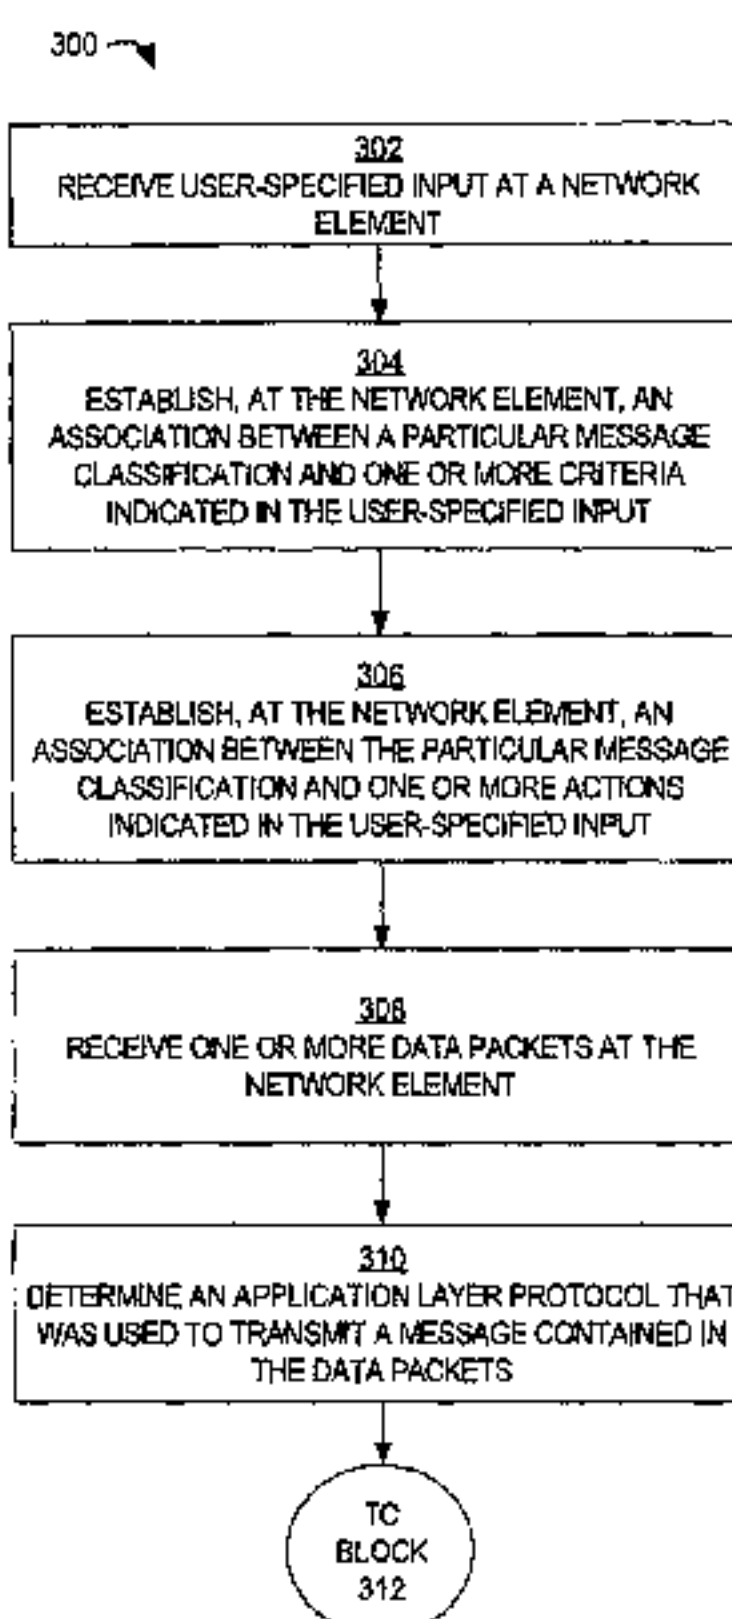 300
302
RECEIVE USER-SPECIFIED INPUT AT A NETWORK
ELEMENT
304
ESTABLISH, AT THE NETWORK ELEMENT, AN
ASSOCIATION BETWEEN A PARTICULAR MESSAGE
CLASSIFICATION AND ONE OR MORE CRITERIA
INDICATED IN THE USER-SPECIFIED INPUT
306
ESTABLISH, AT THE NETWORK ELEMENT, AN
ASSOCIATION BETWEEN THE PARTICULAR MESSAGE
CLASSIFICATION AND ONE OR MORE ACTIONS
INDICATED IN THE USER-SPECIFIED INPUT
308
RECEIVE ONE OR MORE DATA PACKETS AT THE
NETWORK ELEMENT
310
DETERMINE AN APPLICATION LAYER PROTOCOL THAT
WAS USED TO TRANSMIT A MESSAGE CONTAINED IN
THE DATA PACKETS
TO
BLOCK
312